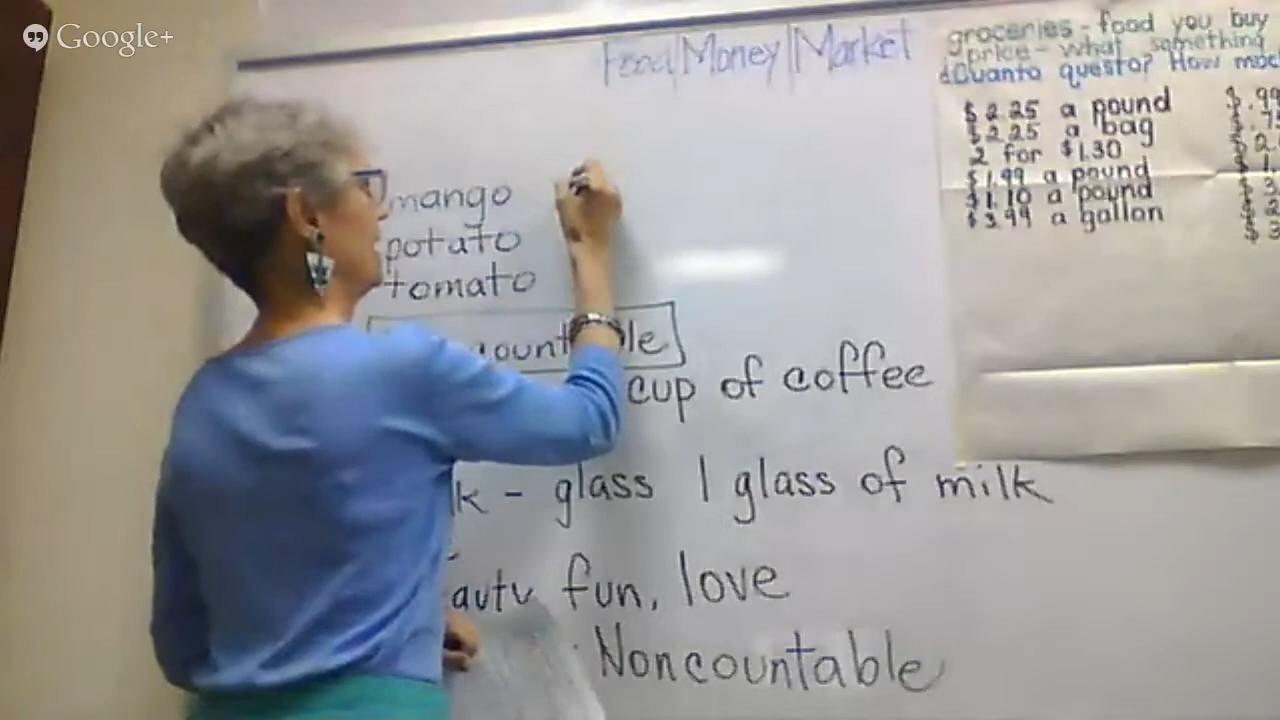 Google+
Food|Money|Market
groceries - food you buy
price - what something
¿Cuanto questo? How
$2.25 a pound
$2.25 a bag
2 for $1.30
$1.99 a pound
$1.10 a pound
$3.99 a gallon
$.99
mango
potato
tomato
cup of coffee
- glass 1 glass of milk
fun, love
Noncountable